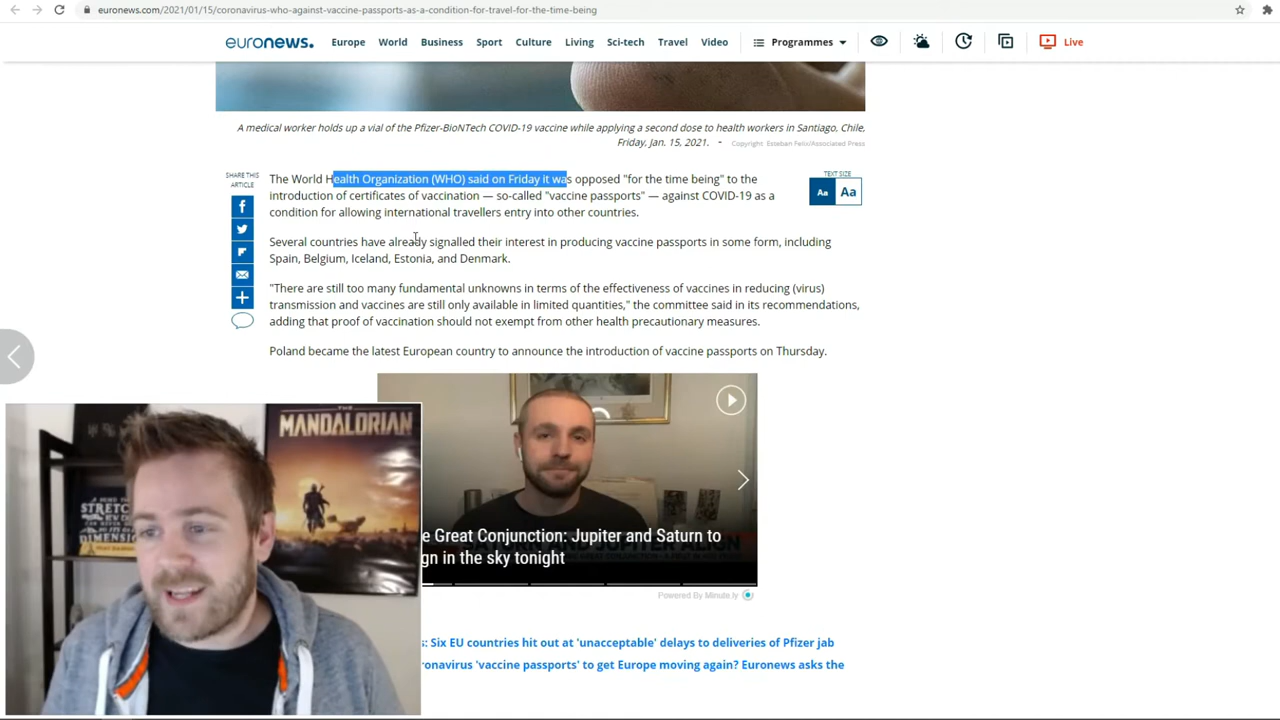 euronews.com/2021/01/15/coronavirus-who-against-vaccine-passports-as-a-condition-for-travel-for-the-time-being
euronews.
Europe World Business Sport Culture Living Sci-tech Travel Video Programmes Live
A medical worker holds up a vial of the Pfizer-BioNTech COVID-19 vaccine while applying a second dose to health workers in Santiago, Chile,
Friday, Jan. 15, 2021. - Copyright Esteban Felix/Associated Press
SHARE THIS
ARTICLE
TEXT SIZE
Aa Aa
The World Health Organization (WHO) said on Friday it was opposed "for the time being" to the
introduction of certificates of vaccination — so-called "vaccine passports" — against COVID-19 as a
condition for allowing international travellers entry into other countries.
Several countries have already signalled their interest in producing vaccine passports in some form, including
Spain, Belgium, Iceland, Estonia, and Denmark.
"There are still too many fundamental unknowns in terms of the effectiveness of vaccines in reducing (virus)
transmission and vaccines are still only available in limited quantities," the committee said in its recommendations,
adding that proof of vaccination should not exempt from other health precautionary measures.
Poland became the latest European country to announce the introduction of vaccine passports on Thursday.
THE
MANDALORIAN
STRETCH
DIMENSION
e Great Conjunction: Jupiter and Saturn to
gn in the sky tonight
Powered By Minute.ly
s: Six EU countries hit out at 'unacceptable' delays to deliveries of Pfizer jab
ronavirus 'vaccine passports' to get Europe moving again? Euronews asks the